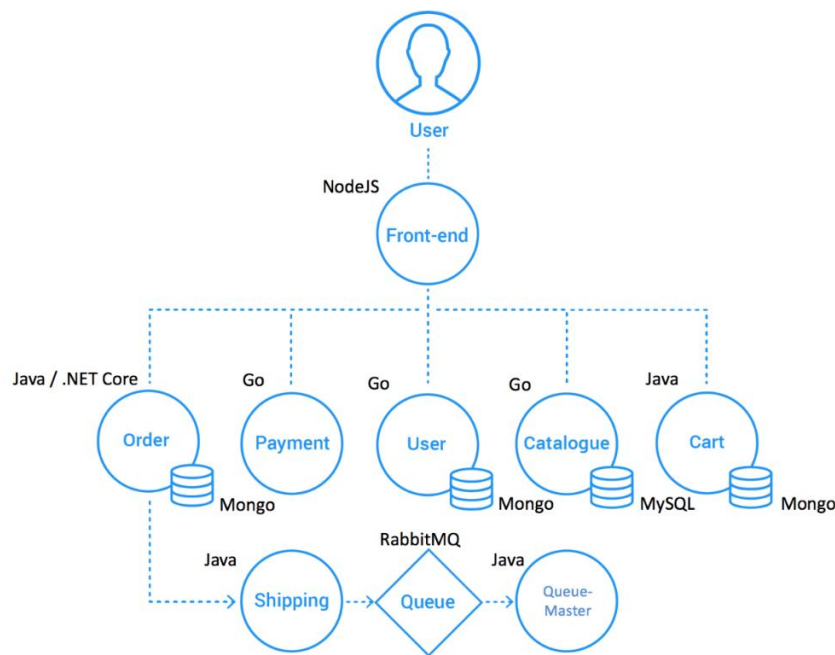 User
NodeJS
Front-end
Java / .NET Core
Go
Go
Go
Java
Order
Payment
User
Catalogue
Cart
Mongo
Mongo
MySQL
Mongo
RabbitMQ
Java
Java
Shipping
Queue
Queue-
Master